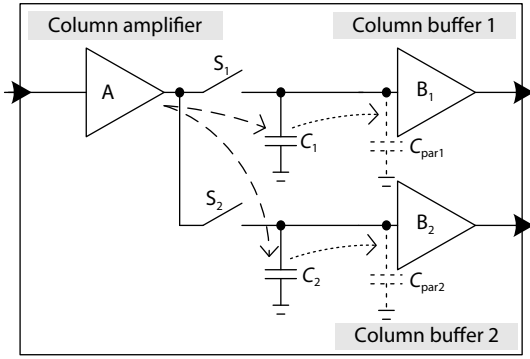 Column amplifier
Column buffer 1
S1
A
B1
C1
Cpar1
S2
B2
C2
Cpar2
Column buffer 2